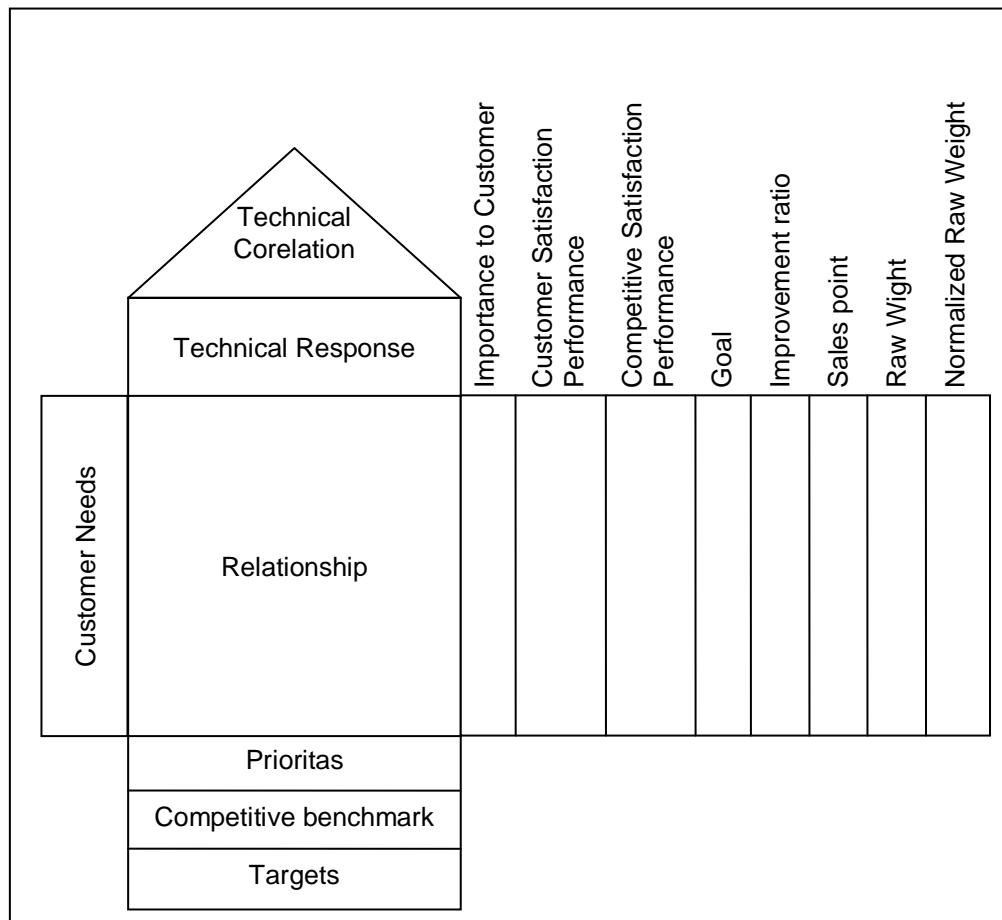 Technical
Corelation
Technical Response
Importance to Customer
Customer Satisfaction
Performance
Competitive Satisfaction
Performance
Goal
Improvement ratio
Sales point
Raw Wight
Normalized Raw Weight
Customer Needs
Relationship
Prioritas
Competitive benchmark
Targets